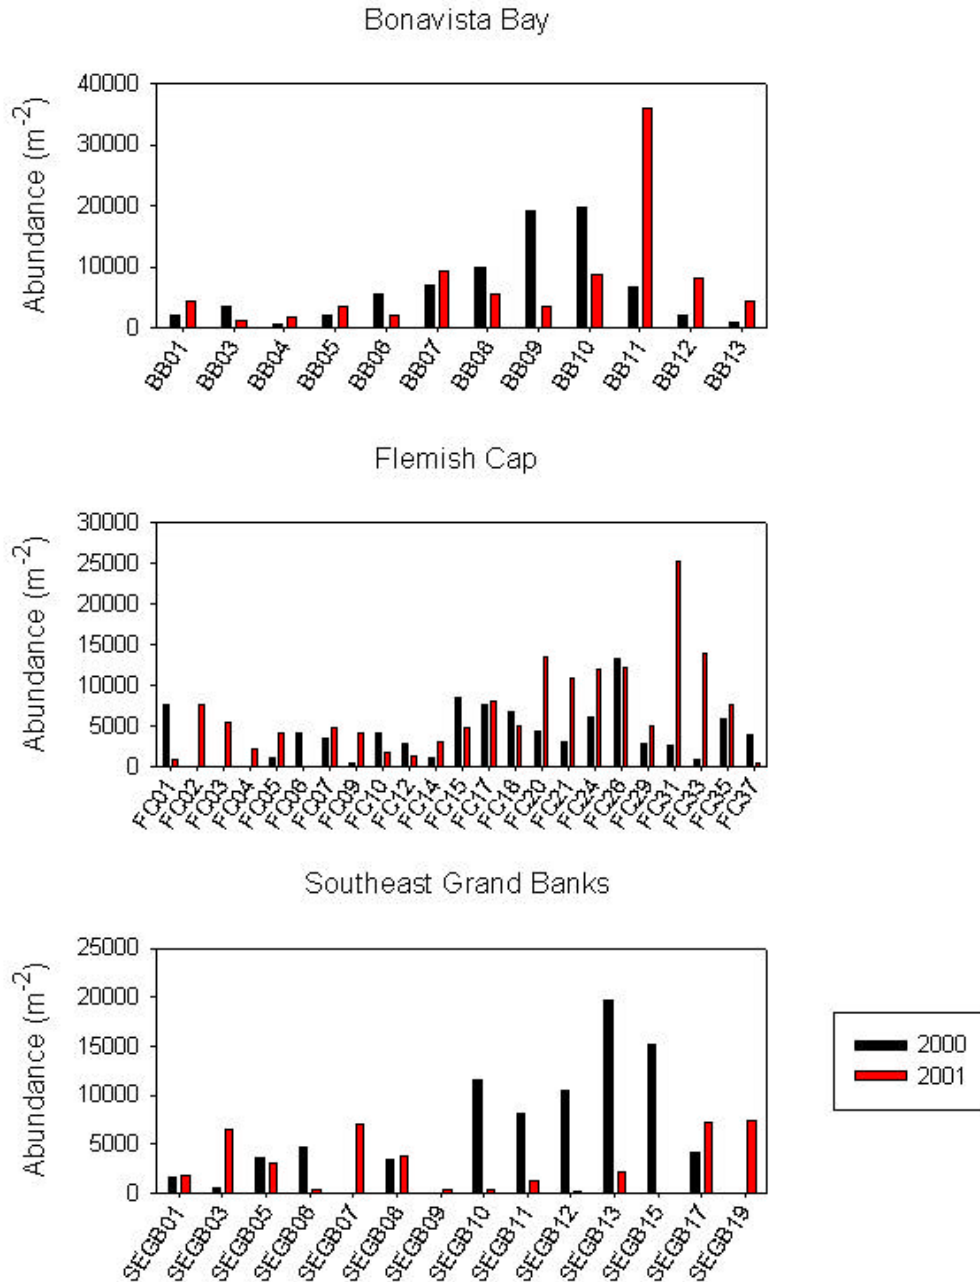 Bonavista Bay
Abundance (m-2)
40000
30000
20000
10000
0
BB01
BB03
BB04
BB05
BB06
BB07
BB08
BB09
BB10
BB11
BB12
BB13
Flemish Cap
Abundance (m-2)
30000
25000
20000
15000
10000
5000
0
FC01
FC02
FC03
FC04
FC05
FC06
FC07
FC09
FC10
FC12
FC14
FC15
FC17
FC18
FC20
FC21
FC24
FC26
FC29
FC31
FC33
FC35
FC37
Southeast Grand Banks
Abundance (m-2)
25000
20000
15000
10000
5000
0
SEGB01
SEGB03
SEGB05
SEGB06
SEGB07
SEGB08
SEGB09
SEGB10
SEGB11
SEGB12
SEGB13
SEGB15
SEGB17
SEGB19
2000
2001